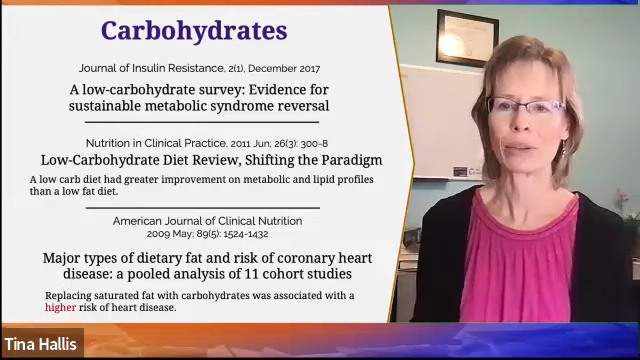 Carbohydrates
Journal of Insulin Resistance, 2(1), December 2017
A low-carbohydrate survey: Evidence for
sustainable metabolic syndrome reversal
Nutrition in Clinical Practice, 2011 Jun; 26(3): 300-8
Low-Carbohydrate Diet Review, Shifting the Paradigm
A low carb diet had greater improvement on metabolic and lipid profiles
than a low fat diet.
American Journal of Clinical Nutrition
2009 May; 89(5): 1524-1432
Major types of dietary fat and risk of coronary heart
disease: a pooled analysis of 11 cohort studies
Replacing saturated fat with carbohydrates was associated with a
higher risk of heart disease.
Tina Hallis